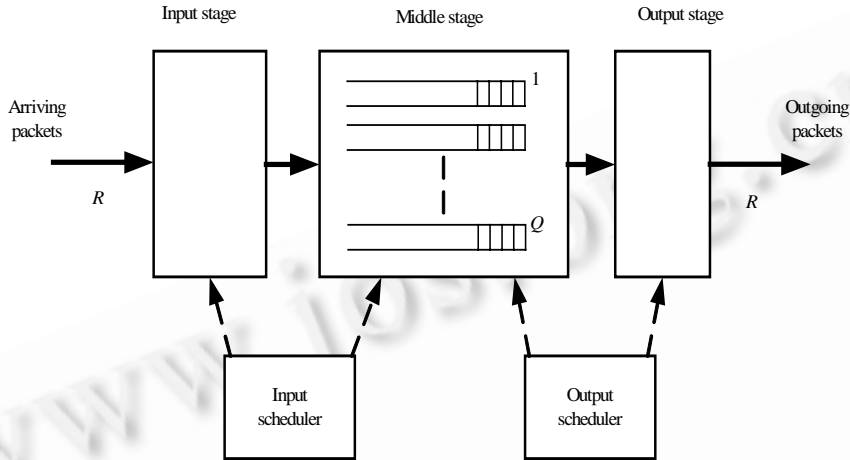 Input stage
Middle stage
Output stage
1
Arriving
packets
Outgoing
packets
R
R
Q
Input
scheduler
Output
scheduler